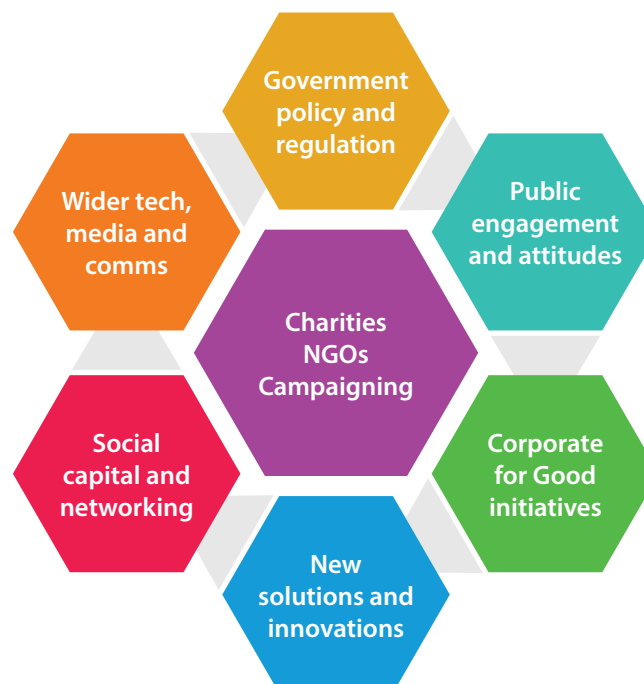 Government
policy and
regulation
Wider tech,
media and
comms
Public
engagement
and attitudes
Charities
NGOs
Campaigning
Social
capital and
networking
Corporate
for Good
initiatives
New
solutions and
innovations